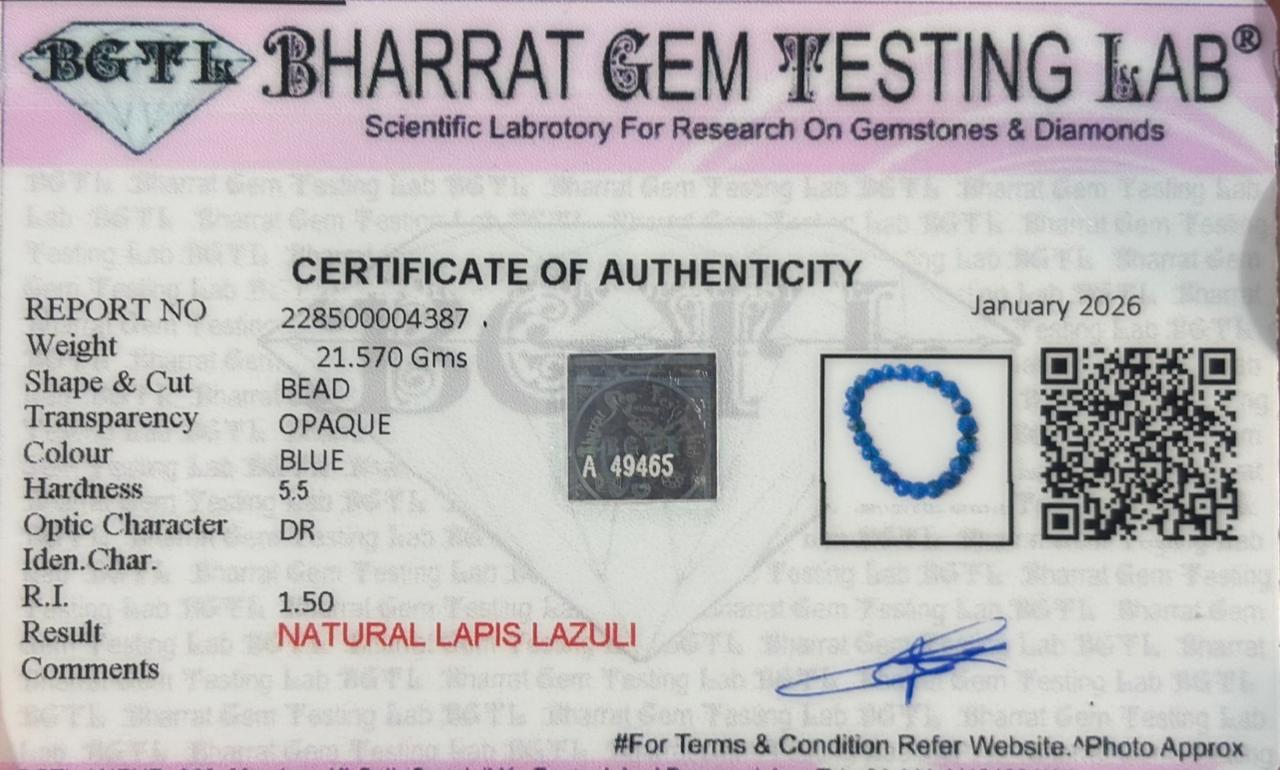 BGTL BHARRAT GEM TESTING LAB®
Scientific Labrotory For Research On Gemstones & Diamonds
CERTIFICATE OF AUTHENTICITY
January 2026
REPORT NO 228500004387
Weight 21.570 Gms
Shape & Cut BEAD
Transparency OPAQUE
Colour BLUE
Hardness 5.5
Optic Character DR
Iden.Char.
R.I. 1.50
Result NATURAL LAPIS LAZULI
Comments
BGTL
A 49465
#For Terms & Condition Refer Website.^Photo Approx